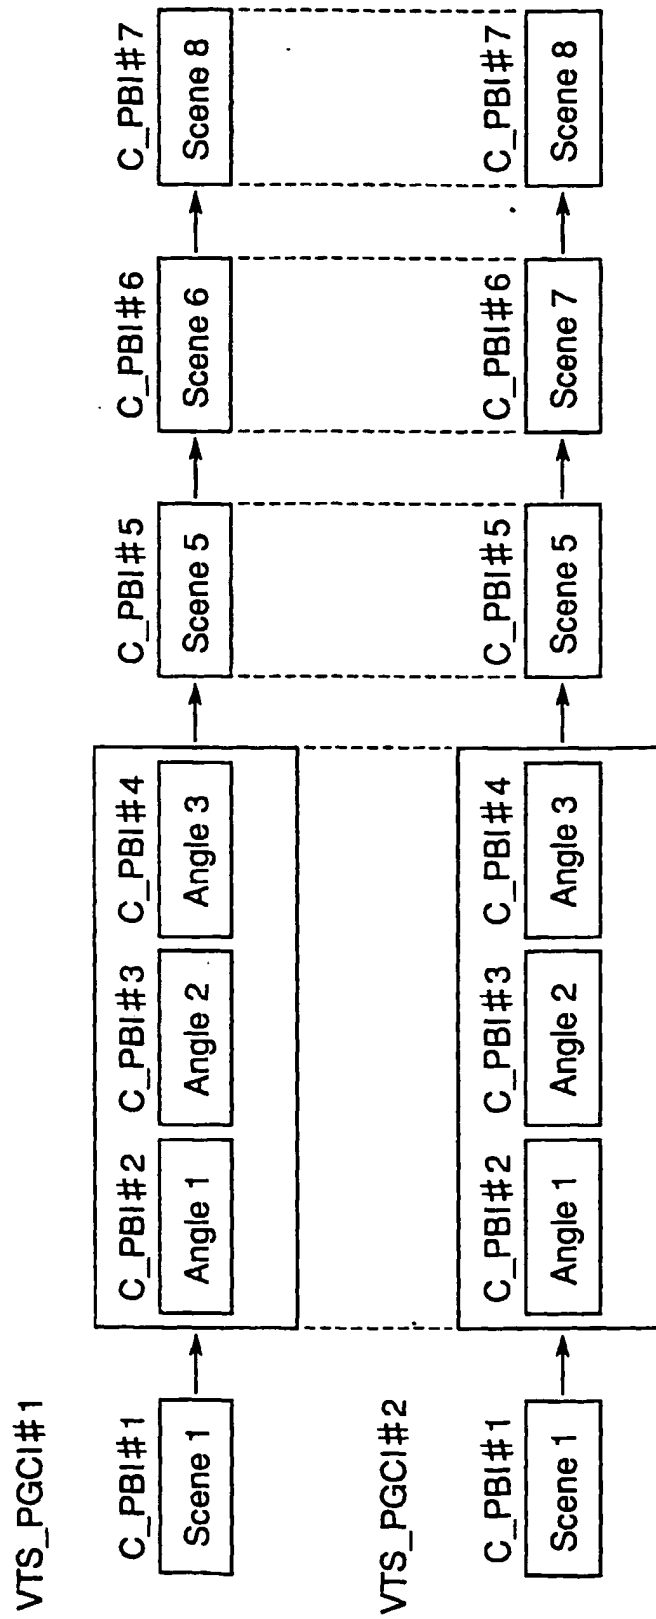 VTS_PGCI#1
C_PBI#1 C_PBI#2 C_PBI#3 C_PBI#4 C_PBI#5 C_PBI#6 C_PBI#7
Scene 1 Angle 1 Angle 2 Angle 3 Scene 5 Scene 6 Scene 8
VTS_PGCI#2
C_PBI#1 C_PBI#2 C_PBI#3 C_PBI#4 C_PBI#5 C_PBI#6 C_PBI#7
Scene 1 Angle 1 Angle 2 Angle 3 Scene 5 Scene 7 Scene 8